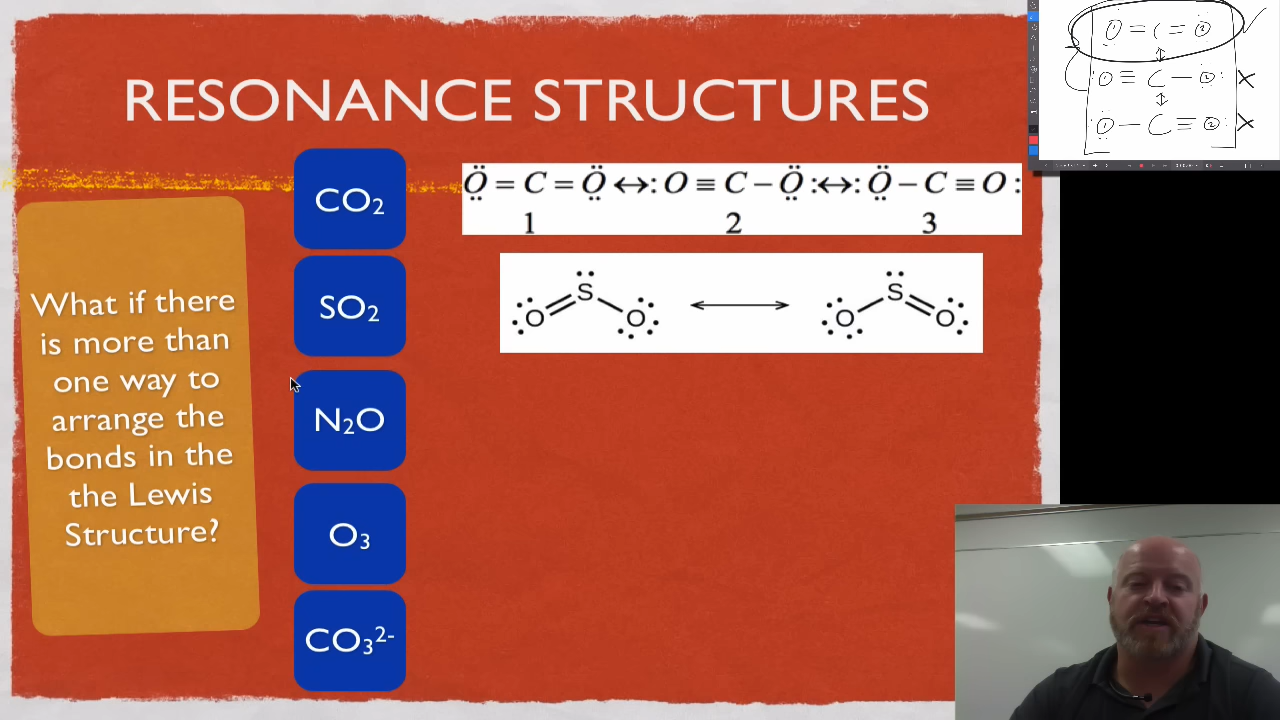 RESONANCE STRUCTURES
What if there
is more than
one way to
arrange the
bonds in the
the Lewis
Structure?
CO₂
Ö = C = Ö ↔ :O ≡ C – Ö: ↔ :Ö – C ≡ O:
1 2 3
SO₂
O S O ↔ O S O
N₂O
O₃
CO₃²⁻
O = C = O
:O ≡ C – O:
:O – C ≡ O: